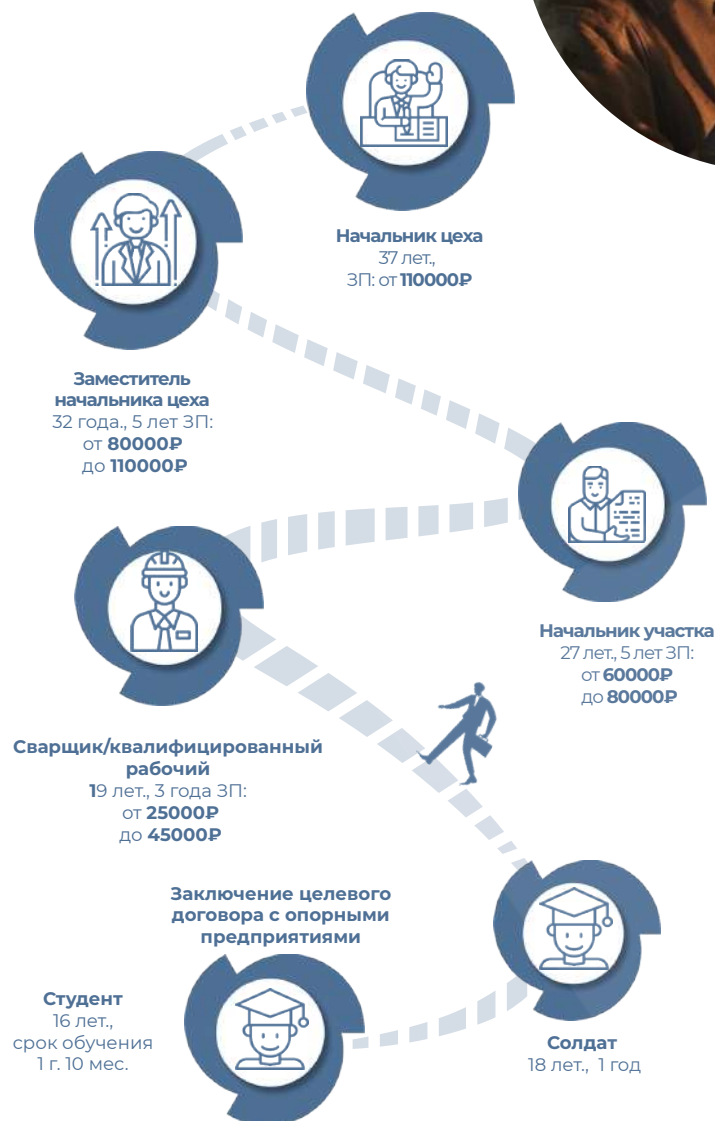 Начальник цеха
37 лет.,
ЗП: от 110000₽
Заместитель
начальника цеха
32 года., 5 лет ЗП:
от 80000₽
до 110000₽
Начальник участка
27 лет., 5 лет ЗП:
от 60000₽
до 80000₽
Сварщик/квалифицированный
рабочий
19 лет., 3 года ЗП:
от 25000₽
до 45000₽
Заключение целевого
договора с опорными
предприятиями
Студент
16 лет.,
срок обучения
1 г. 10 мес.
Солдат
18 лет., 1 год